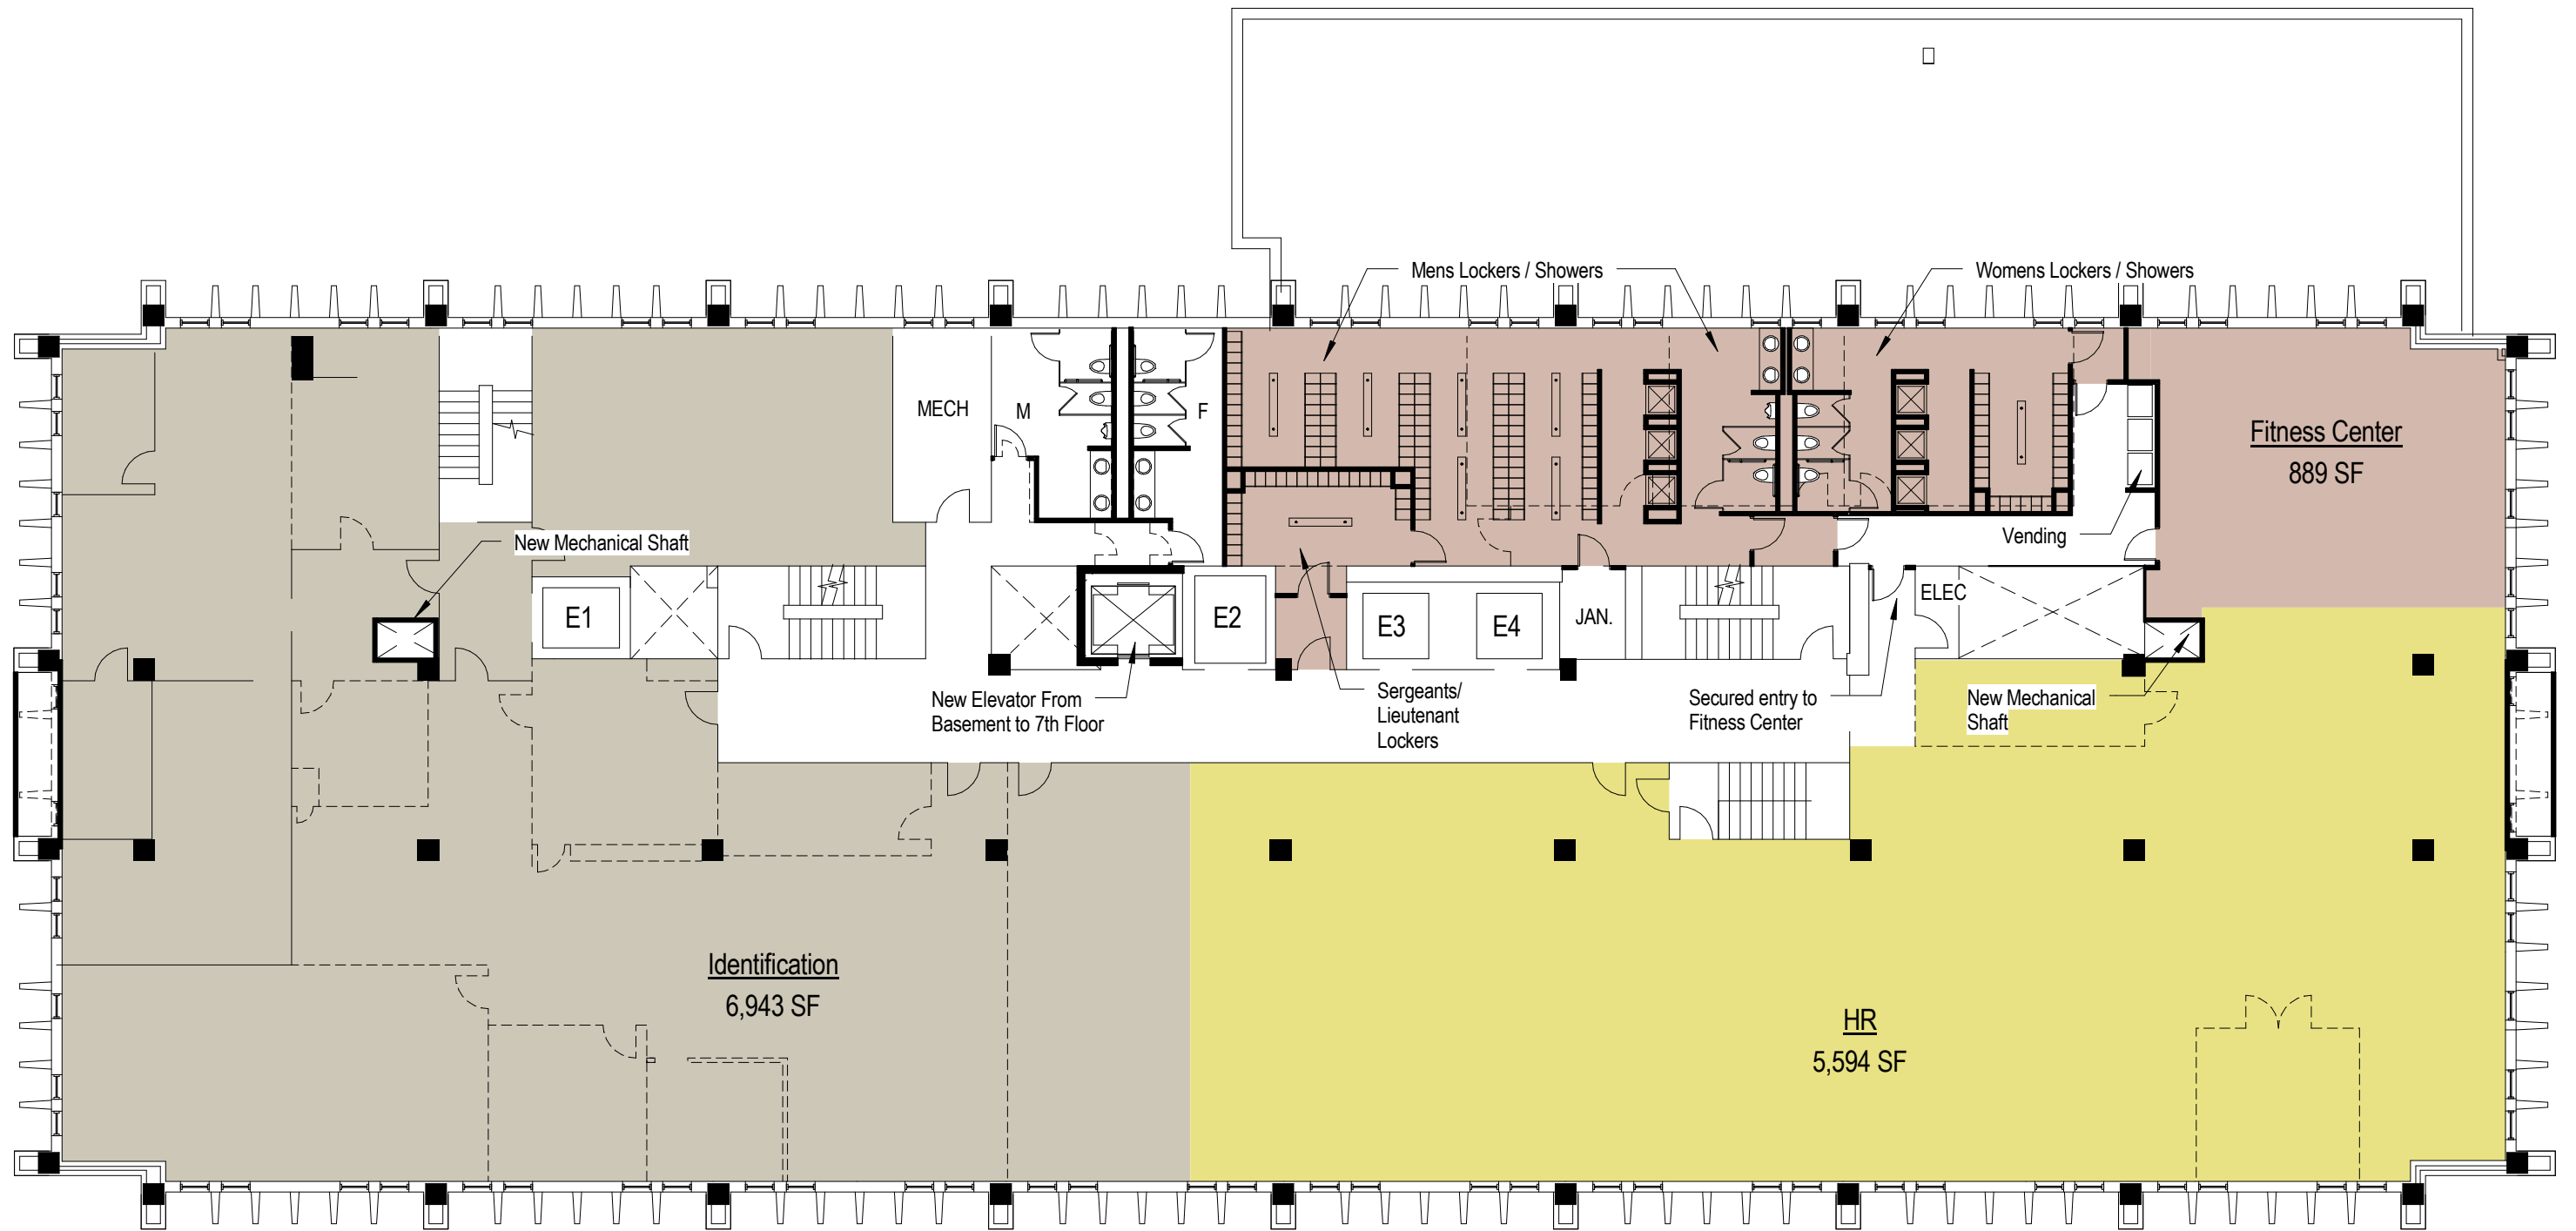 Mens Lockers / Showers
Womens Lockers / Showers
MECH
M
F
Fitness Center
889 SF
New Mechanical Shaft
Vending
E1
E2
E3
E4
JAN.
ELEC
New Elevator From
Basement to 7th Floor
Sergeants/
Lieutenant
Lockers
Secured entry to
Fitness Center
New Mechanical
Shaft
Identification
6,943 SF
HR
5,594 SF